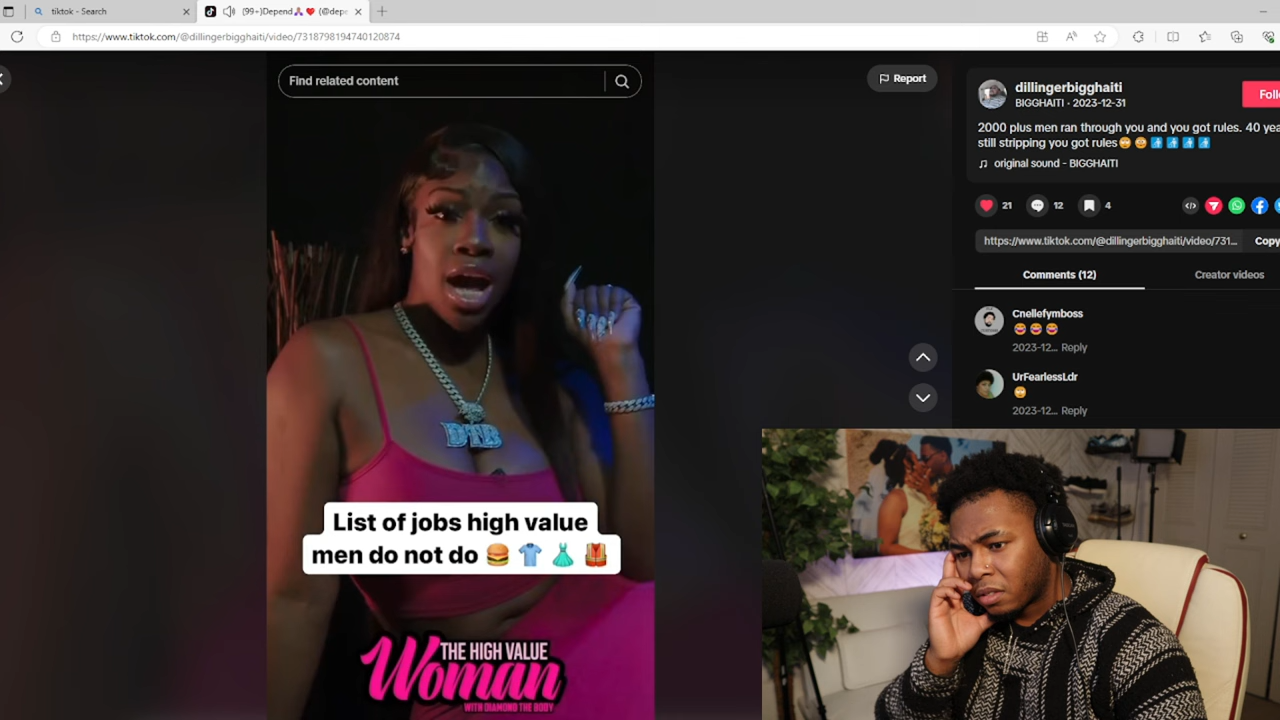 tiktok - Search
(99+)Depend🙏🏽❤️ (@depe
https://www.tiktok.com/@dillingerbigghaiti/video/7318798194740120874
Find related content
Report
dillingerbigghaiti
BIGGHAITI · 2023-12-31
Follo
2000 plus men ran through you and you got rules. 40 yea
still stripping you got rules🙄🙄🚮🚮🚮🚮
original sound - BIGGHAITI
21
12
4
https://www.tiktok.com/@dillingerbigghaiti/video/731...
Copy
Comments (12)
Creator videos
Cnellefymboss
😂😂😂
2023-12... Reply
UrFearlessLdr
🙄
2023-12... Reply
DTB
List of jobs high value
men do not do 🍔 👕 👗 🦺
THE HIGH VALUE
Woman
WITH DIAMOND THE BODY